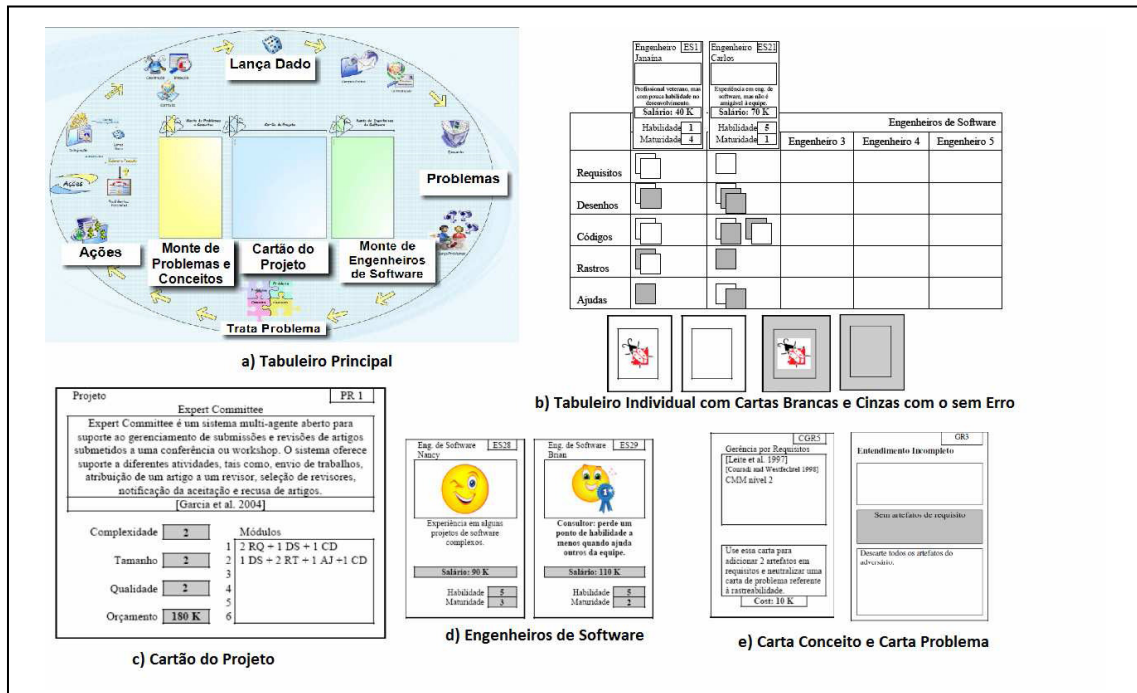 Lança Dado
Problemas
Ações
Monte de
Problemas e
Conceitos
Cartão do
Projeto
Monte de
Engenheiros
de Software
Trata Problema
a) Tabuleiro Principal
Engenheiro ES1
Janaina
Profissional veterano, mas
com pouca habilidade no
desenvolvimento.
Salário: 40 K
Habilidade 1
Maturidade 4
Engenheiro ES21
Carlos
Experiência em eng. de
software, mas não é
amigável à equipe.
Salário: 70 K
Habilidade 5
Maturidade 1
Engenheiros de Software
Engenheiro 3 Engenheiro 4 Engenheiro 5
Requisitos
Desenhos
Códigos
Rastros
Ajudas
b) Tabuleiro Individual com Cartas Brancas e Cinzas com o sem Erro
Projeto PR 1
Expert Committee
Expert Committee é um sistema multi-agente aberto para
suporte ao gerenciamento de submissões e revisões de artigos
submetidos a uma conferência ou workshop. O sistema oferece
suporte a diferentes atividades, tais como, envio de trabalhos,
atribuição de um artigo a um revisor, seleção de revisores,
notificação da aceitação e recusa de artigos.
[Garcia et al. 2004]
Complexidade 2
Tamanho 2
Qualidade 2
Orçamento 180 K
Módulos
1 2 RQ + 1 DS + 1 CD
2 1 DS + 2 RT + 1 AJ +1 CD
3
4
5
6
c) Cartão do Projeto
Eng. de Software ES28
Nancy
Experiência em alguns
projetos de software
complexos.
Salário: 90 K
Habilidade 5
Maturidade 3
Eng. de Software ES29
Brian
Consultor: perde um
ponto de habilidade a
menos quando ajuda
outros da equipe.
Salário: 110 K
Habilidade 5
Maturidade 2
d) Engenheiros de Software
CGR5
Gerência por Requisitos
[Leite et al. 1997]
[Conradi and Westfechtel 1998]
CMM nível 2
Use essa carta para
adicionar 2 artefatos em
requisitos e neutralizar uma
carta de problema referente
à rastreabilidade.
Cost: 10 K
GR3
Entendimento Incompleto
Sem artefatos de requisito
Descarte todos os artefatos do
adversário.
e) Carta Conceito e Carta Problema